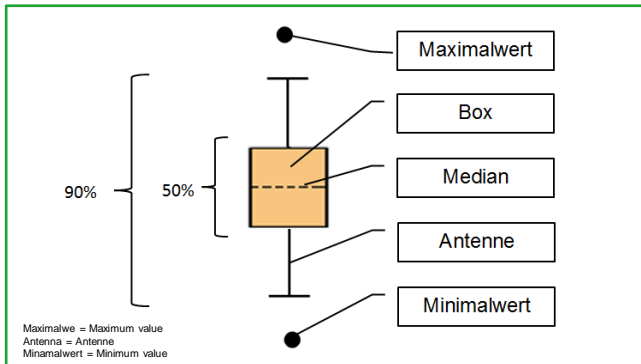 Maximalwert
Box
90%
50%
Median
Antenne
Minimalwert
Maximalwe = Maximum value
Antenna = Antenne
Minamalwert = Minimum value